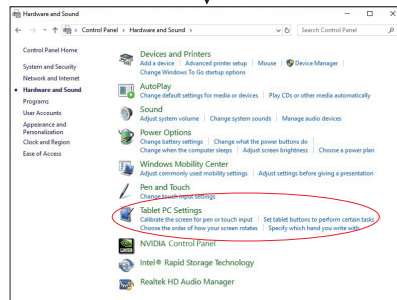 Hardware and Sound
Control Panel > Hardware and Sound >
Search Control Panel
Control Panel Home
System and Security
Network and Internet
Hardware and Sound
Programs
User Accounts
Appearance and
Personalization
Clock and Region
Ease of Access
Devices and Printers
Add a device | Advanced printer setup | Mouse | Device Manager |
Change Windows To Go startup options
AutoPlay
Change default settings for media or devices | Play CDs or other media automatically
Sound
Adjust system volume | Change system sounds | Manage audio devices
Power Options
Change battery settings | Change what the power buttons do |
Change when the computer sleeps | Adjust screen brightness | Choose a power plan
Windows Mobility Center
Adjust commonly used mobility settings | Adjust settings before giving a presentation
Pen and Touch
Change touch input settings
Tablet PC Settings
Calibrate the screen for pen or touch input | Set tablet buttons to perform certain tasks
Choose the order of how your screen rotates | Specify which hand you write with
NVIDIA Control Panel
Intel® Rapid Storage Technology
Realtek HD Audio Manager